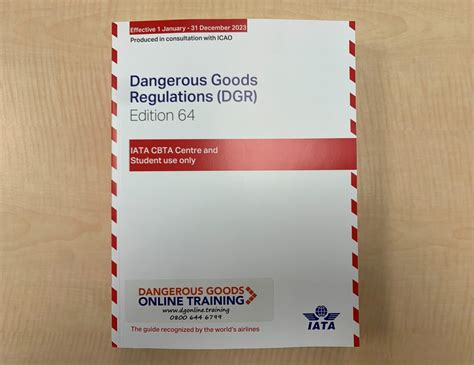 Effective 1 January - 31 December 2023
Produced in consultation with ICAO
Dangerous Goods
Regulations (DGR)
Edition 64
IATA CBTA Centre and
Student use only
DANGEROUS GOODS
ONLINE TRAINING
www.dgonline.training
0800 644 6799
The guide recognized by the world's airlines
IATA